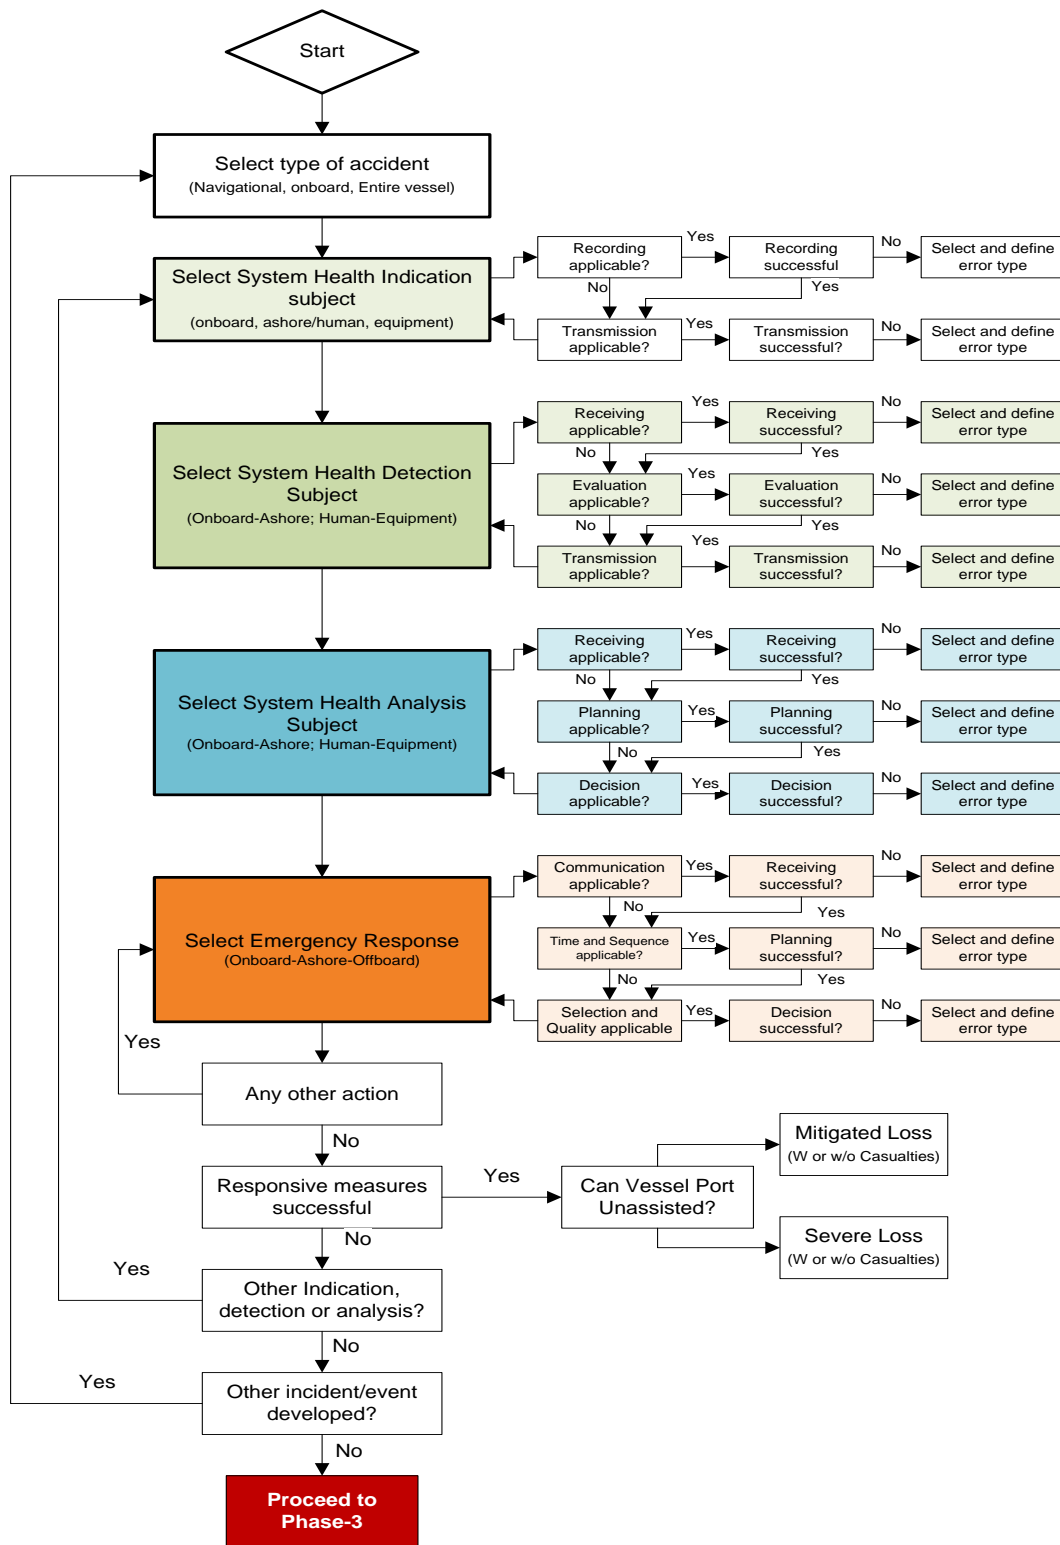 Start
Select type of accident
(Navigational, onboard, Entire vessel)
Select System Health Indication
subject
(onboard, ashore/human, equipment)
Recording
applicable?
Yes
Recording
successful
No
Select and define
error type
No
Yes
Transmission
applicable?
Yes
Transmission
successful?
No
Select and define
error type
Select System Health Detection
Subject
(Onboard-Ashore; Human-Equipment)
Receiving
applicable?
Yes
Receiving
successful?
No
Select and define
error type
No
Yes
Evaluation
applicable?
Yes
Evaluation
successful?
No
Select and define
error type
No
Yes
Transmission
applicable?
Yes
Transmission
successful?
No
Select and define
error type
Select System Health Analysis
Subject
(Onboard-Ashore; Human-Equipment)
Receiving
applicable?
Yes
Receiving
successful?
No
Select and define
error type
No
Yes
Planning
applicable?
Yes
Planning
successful?
No
Select and define
error type
No
Yes
Decision
applicable?
Yes
Decision
successful?
No
Select and define
error type
Select Emergency Response
(Onboard-Ashore-Offboard)
Communication
applicable?
Yes
Receiving
successful?
No
Select and define
error type
No
Yes
Time and Sequence
applicable?
Yes
Planning
successful?
No
Select and define
error type
No
Yes
Selection and
Quality applicable
Yes
Decision
successful?
No
Select and define
error type
Yes
Any other action
No
Responsive measures
successful
Yes
Can Vessel Port
Unassisted?
Mitigated Loss
(W or w/o Casualties)
Severe Loss
(W or w/o Casualties)
No
Yes
Other Indication,
detection or analysis?
No
Yes
Other incident/event
developed?
No
Proceed to
Phase-3